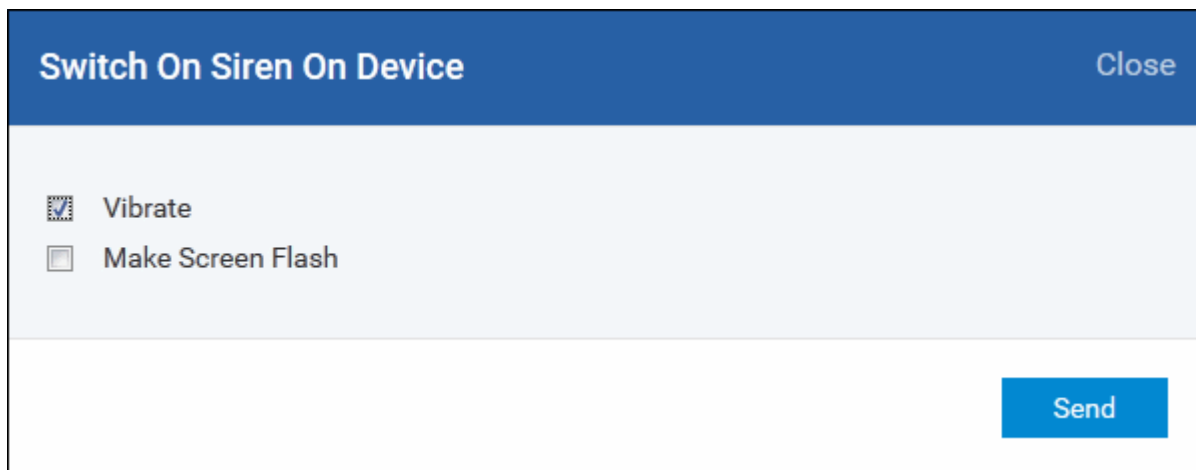 Switch On Siren On Device Close
Vibrate
Make Screen Flash
Send